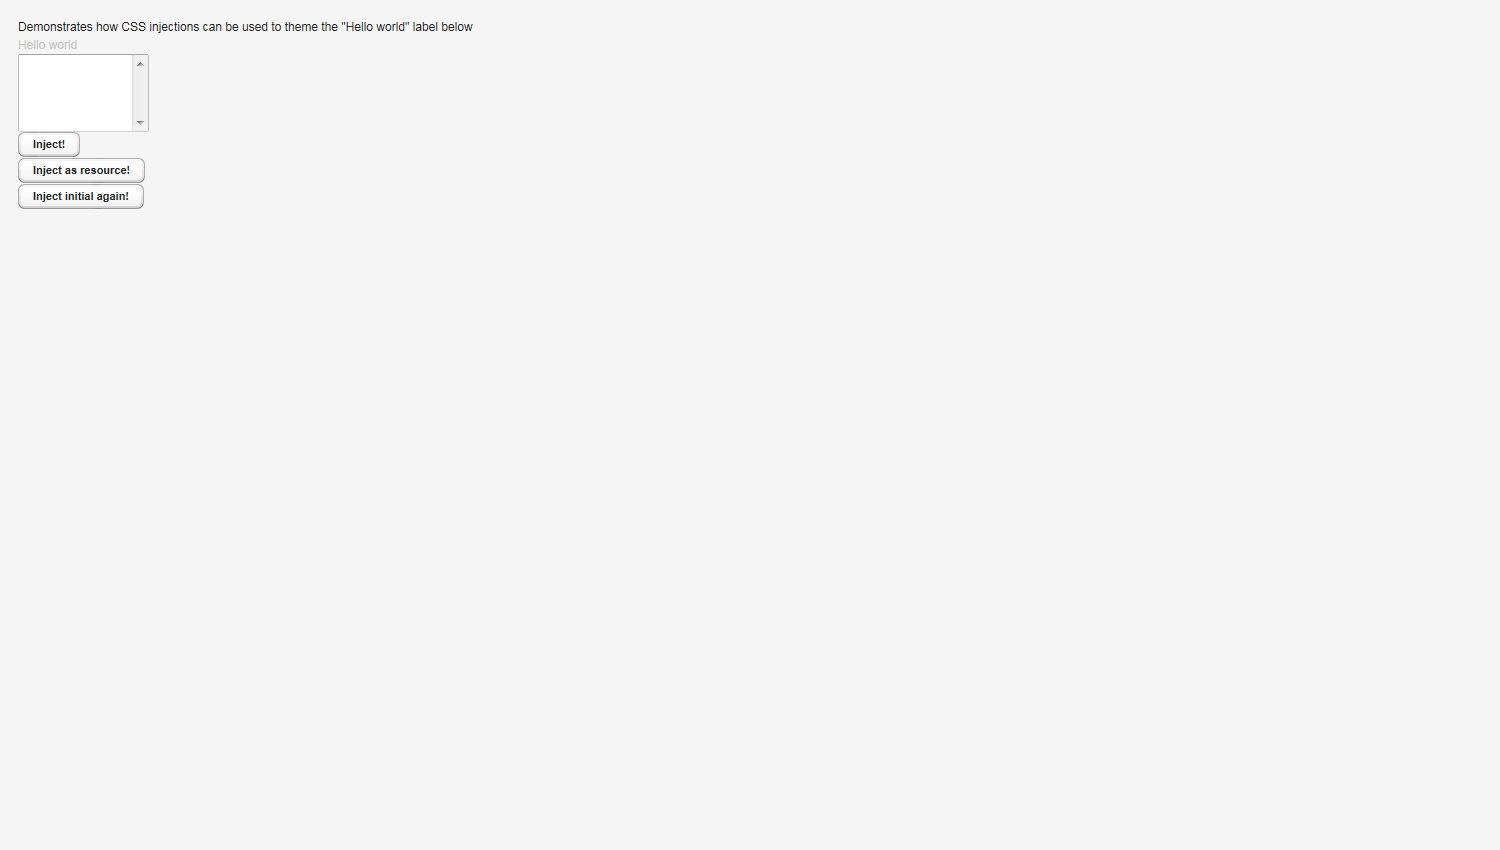 Demonstrates how CSS injections can be used to theme the "Hello world" label below
Hello world
Inject!
Inject as resource!
Inject initial again!